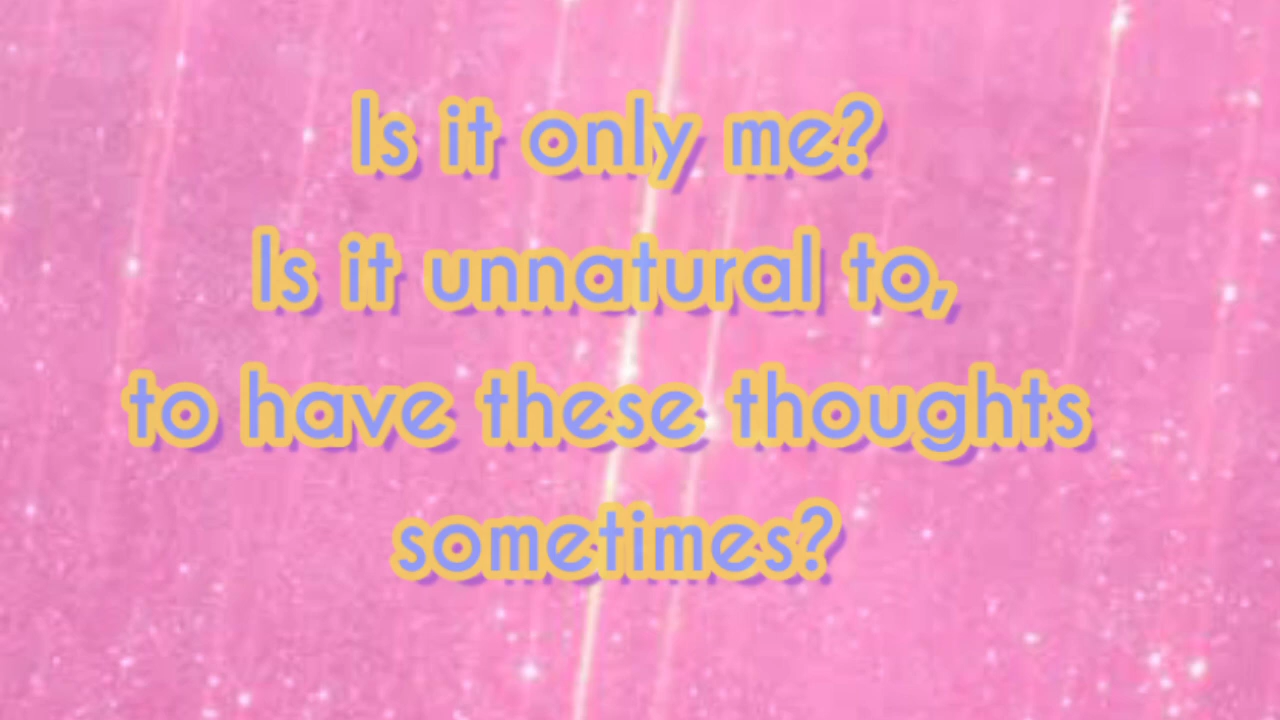 Is it only me?
Is it unnatural to,
to have these thoughts
sometimes?